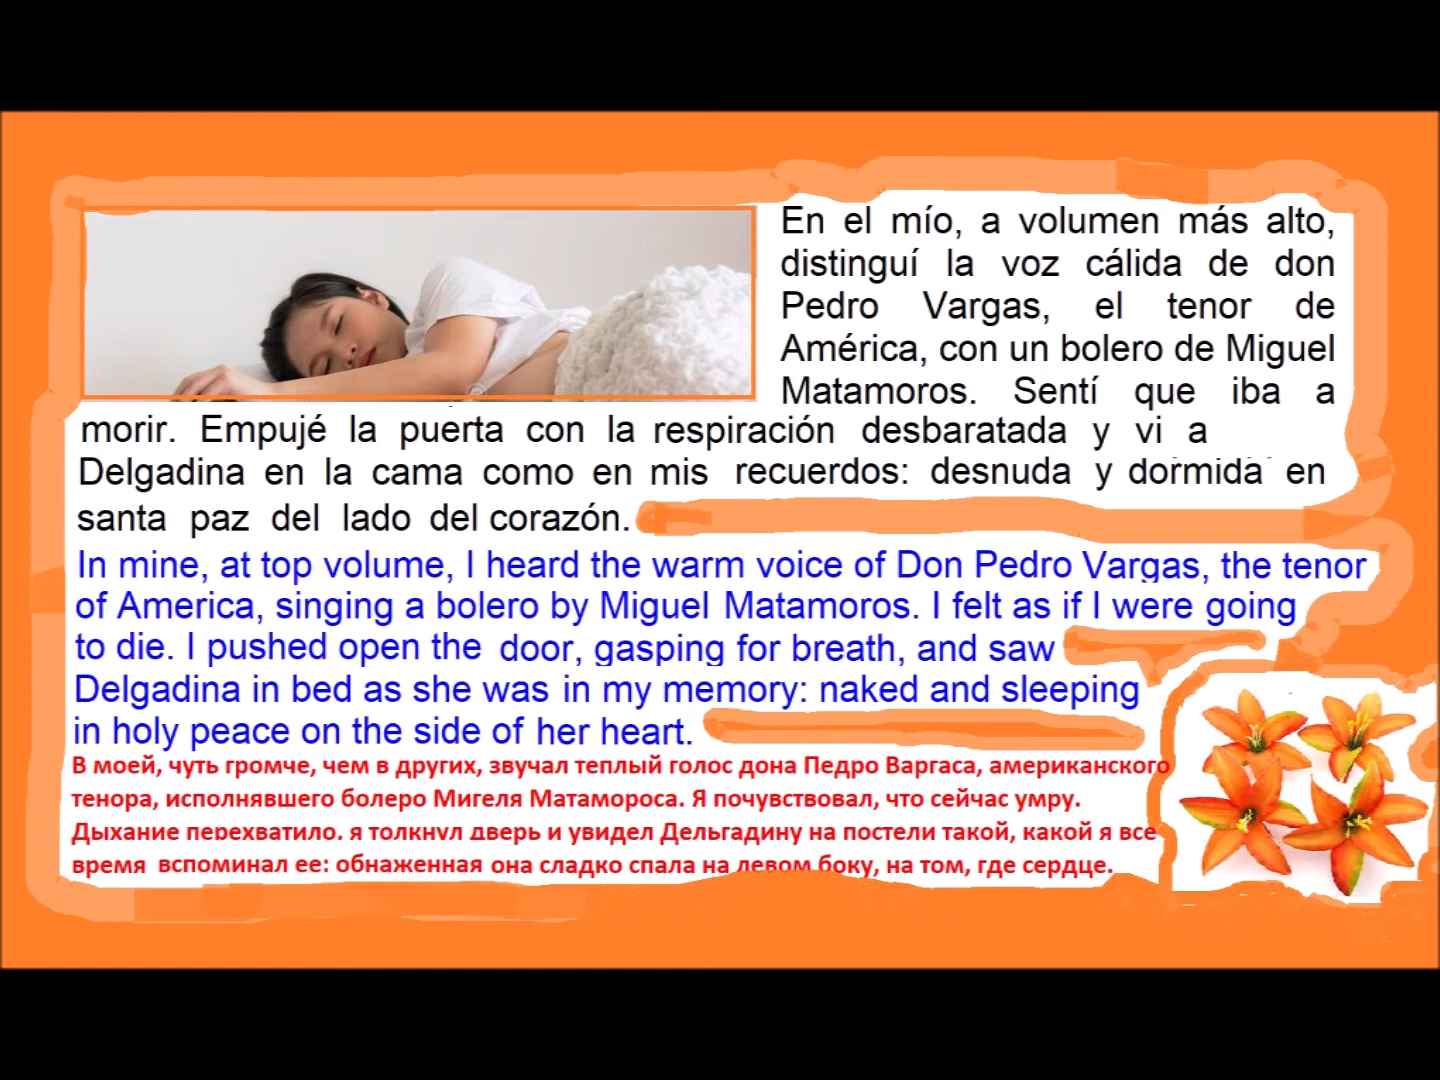 En el mío, a volumen más alto,
distinguí la voz cálida de don
Pedro Vargas, el tenor de
América, con un bolero de Miguel
Matamoros. Sentí que iba a
morir. Empujé la puerta con la respiración desbaratada y vi a
Delgadina en la cama como en mis recuerdos: desnuda y dormida en
santa paz del lado del corazón.
In mine, at top volume, I heard the warm voice of Don Pedro Vargas, the tenor
of America, singing a bolero by Miguel Matamoros. I felt as if I were going
to die. I pushed open the door, gasping for breath, and saw
Delgadina in bed as she was in my memory: naked and sleeping
in holy peace on the side of her heart.
В моей, чуть громче, чем в других, звучал теплый голос дона Педро Варгаса, американского
тенора, исполнявшего болеро Мигеля Матамороса. Я почувствовал, что сейчас умру.
Дыхание перехватило. я толкнул дверь и увидел Дельгадину на постели такой, какой я все
время вспоминал ее: обнаженная она сладко спала на левом боку, на том, где сердце.